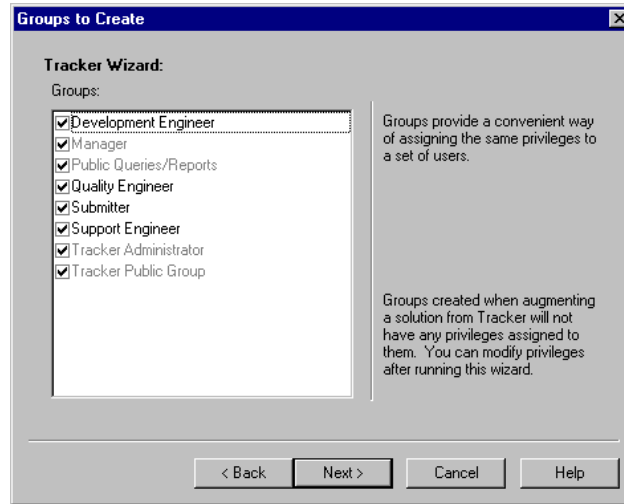 Groups to Create
Tracker Wizard:
Groups:
Development Engineer
Manager
Public Queries/Reports
Quality Engineer
Submitter
Support Engineer
Tracker Administrator
Tracker Public Group
Groups provide a convenient way
of assigning the same privileges to
a set of users.
Groups created when augmenting
a solution from Tracker will not
have any privileges assigned to
them.  You can modify privileges
after running this wizard.
< Back
Next >
Cancel
Help